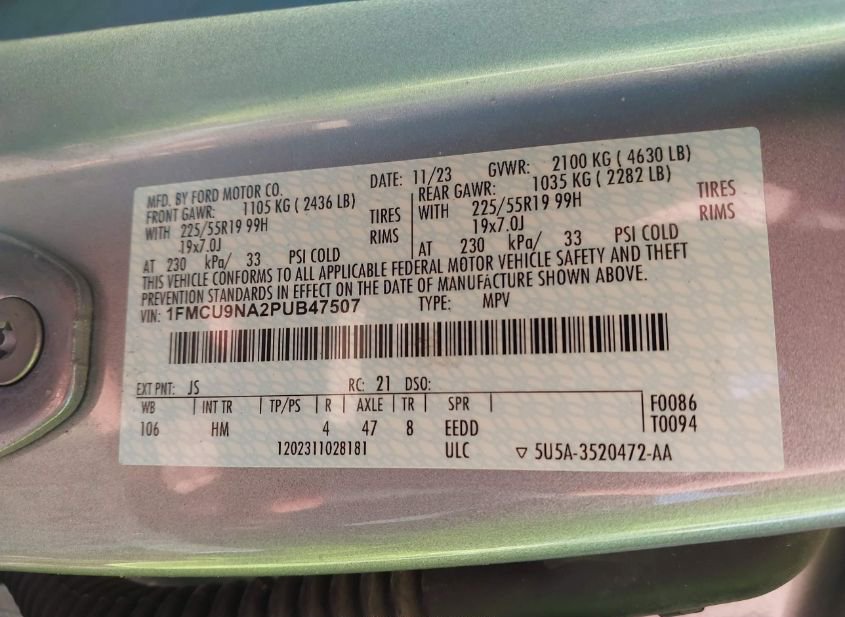 MFD. BY FORD MOTOR CO. DATE: 11/23 GVWR: 2100 KG ( 4630 LB)
FRONT GAWR: 1105 KG ( 2436 LB) REAR GAWR: 1035 KG ( 2282 LB)
WITH 225/55R19 99H TIRES WITH 225/55R19 99H TIRES
19x7.0J RIMS 19x7.0J RIMS
AT 230 kPa/ 33 PSI COLD AT 230 kPa/ 33 PSI COLD
THIS VEHICLE CONFORMS TO ALL APPLICABLE FEDERAL MOTOR VEHICLE SAFETY AND THEFT
PREVENTION STANDARDS IN EFFECT ON THE DATE OF MANUFACTURE SHOWN ABOVE.
VIN: 1FMCU9NA2PUB47507 TYPE: MPV
EXT PNT: JS RC: 21 DSO:
WB INT TR TP/PS R AXLE TR SPR F0086
106 HM 4 47 8 EEDD T0094
1202311028181 ULC ▽ 5U5A-3520472-AA